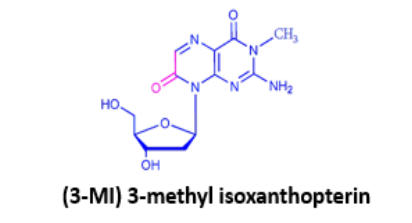 O
CH₃
N
N
O
N
N
NH₂
HO
O
OH
(3-MI) 3-methyl isoxanthopterin